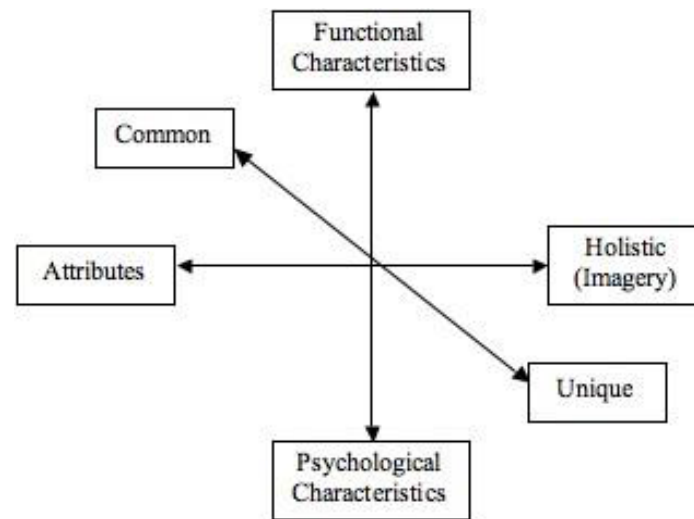 Functional
Characteristics
Common
Attributes
Holistic
(Imagery)
Unique
Psychological
Characteristics